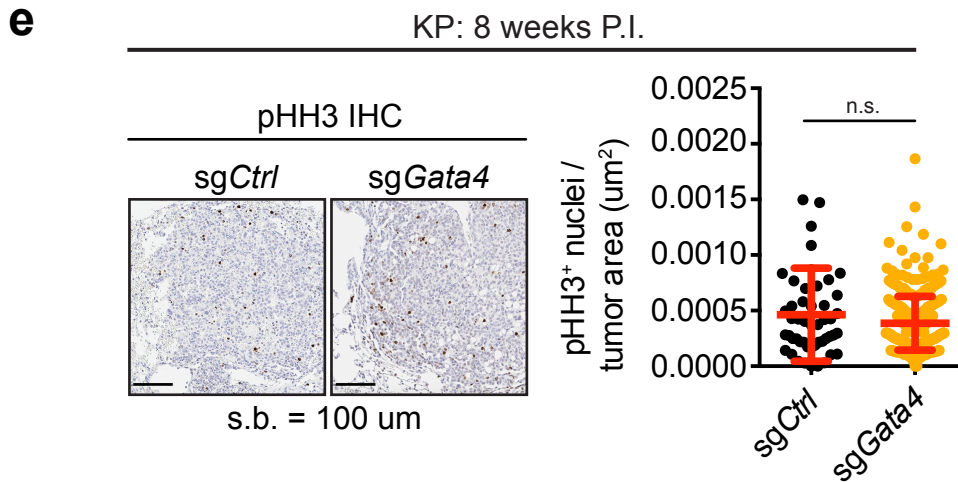 e
KP: 8 weeks P.I.
pHH3 IHC
sgCtrl
sgGata4
s.b. = 100 um
pHH3⁺ nuclei /
tumor area (um²)
0.0025
0.0020
0.0015
0.0010
0.0005
0.0000
n.s.
sgCtrl
sgGata4